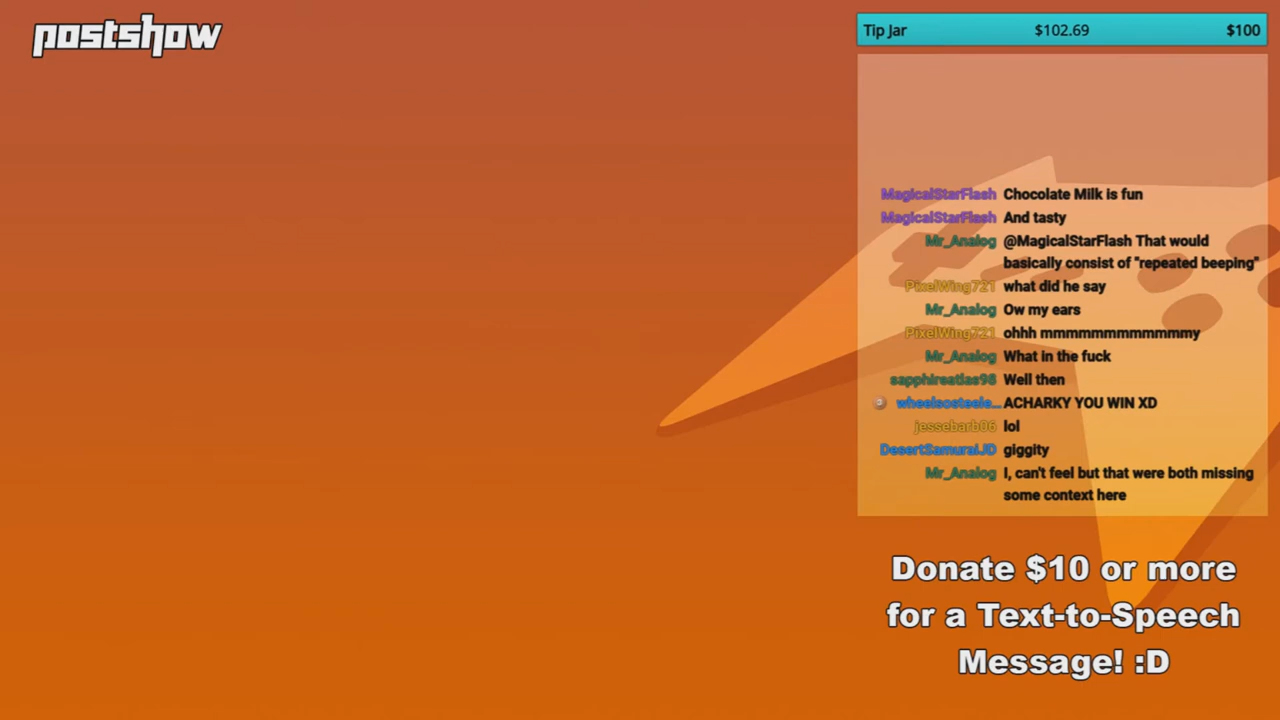 postshow
Tip Jar $102.69 $100
MagicalStarFlash Chocolate Milk is fun
MagicalStarFlash And tasty
Mr_Analog @MagicalStarFlash That would
basically consist of "repeated beeping"
PixelWing721 what did he say
Mr_Analog Ow my ears
PixelWing721 ohhh mmmmmmmmmmmmy
Mr_Analog What in the fuck
sapphireatlas98 Well then
wheelsosteele... ACHARKY YOU WIN XD
jessebarb06 lol
DesertSamuraiJD giggity
Mr_Analog I, can't feel but that were both missing
some context here
Donate $10 or more
for a Text-to-Speech
Message! :D